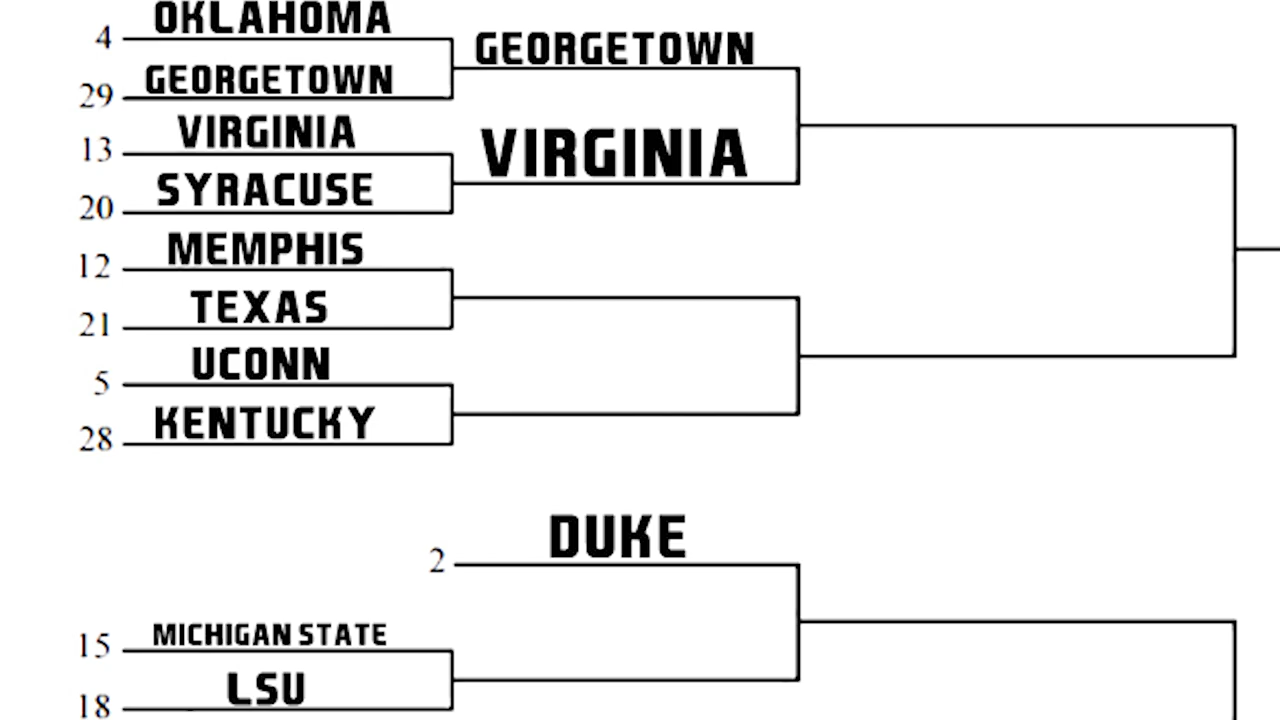 OKLAHOMA
4
GEORGETOWN
GEORGETOWN
29
VIRGINIA
13
VIRGINIA
SYRACUSE
20
MEMPHIS
12
TEXAS
21
UCONN
5
KENTUCKY
28
DUKE
2
MICHIGAN STATE
15
LSU
18